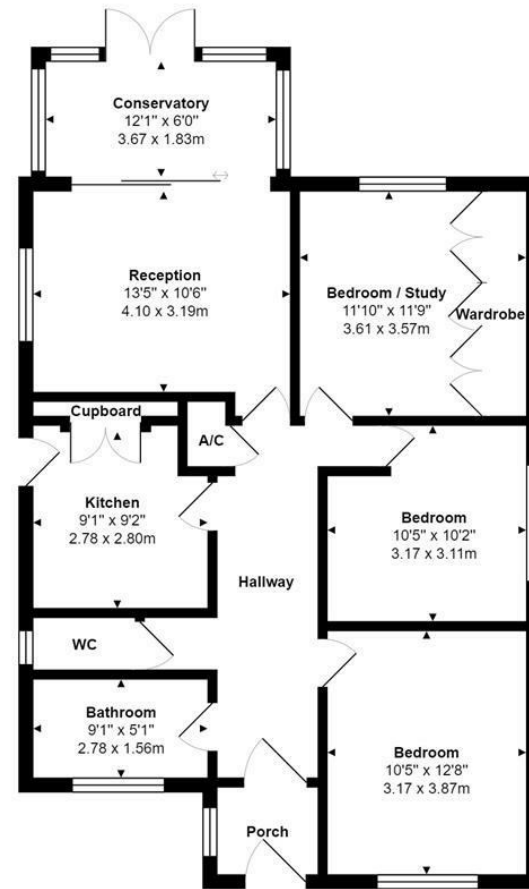 Conservatory
12'1" x 6'0"
3.67 x 1.83m
Reception
13'5" x 10'6"
4.10 x 3.19m
Bedroom / Study
11'10" x 11'9"
3.61 x 3.57m
Wardrobe
Cupboard
A/C
Kitchen
9'1" x 9'2"
2.78 x 2.80m
Bedroom
10'5" x 10'2"
3.17 x 3.11m
Hallway
WC
Bathroom
9'1" x 5'1"
2.78 x 1.56m
Bedroom
10'5" x 12'8"
3.17 x 3.87m
Porch